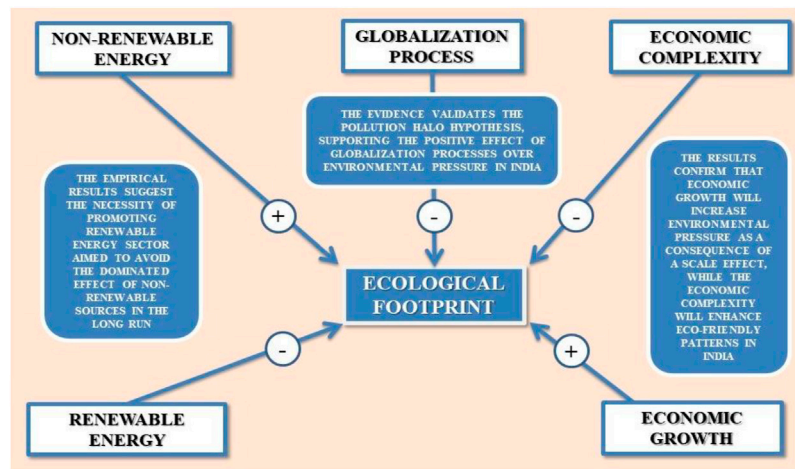 NON-RENEWABLE
ENERGY
GLOBALIZATION
PROCESS
ECONOMIC
COMPLEXITY
THE EVIDENCE VALIDATES THE
POLLUTION HALO HYPOTHESIS,
SUPPORTING THE POSITIVE EFFECT OF
GLOBALIZATION PROCESSES OVER
ENVIRONMENTAL PRESSURE IN INDIA
THE EMPIRICAL
RESULTS SUGGEST
THE NECESSITY OF
PROMOTING
RENEWABLE
ENERGY SECTOR
AIMED TO AVOID
THE DOMINATED
EFFECT OF NON-
RENEWABLE
SOURCES IN THE
LONG RUN
THE RESULTS
CONFIRM THAT
ECONOMIC
GROWTH WILL
INCREASE
ENVIRONMENTAL
PRESSURE AS A
CONSEQUENCE OF
A SCALE EFFECT,
WHILE THE
ECONOMIC
COMPLEXITY
WILL ENHANCE
ECO-FRIENDLY
PATTERNS IN
INDIA
+
-
-
ECOLOGICAL
FOOTPRINT
-
+
RENEWABLE
ENERGY
ECONOMIC
GROWTH